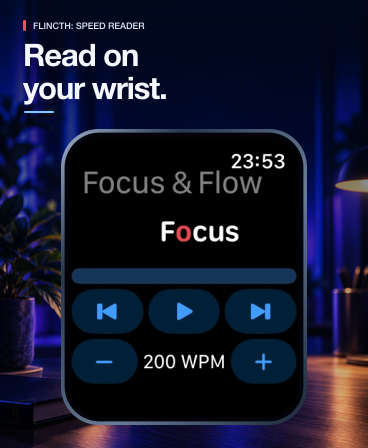 FLINCTH: SPEED READER
Read on
your wrist.
23:53
Focus & Flow
Focus
200 WPM